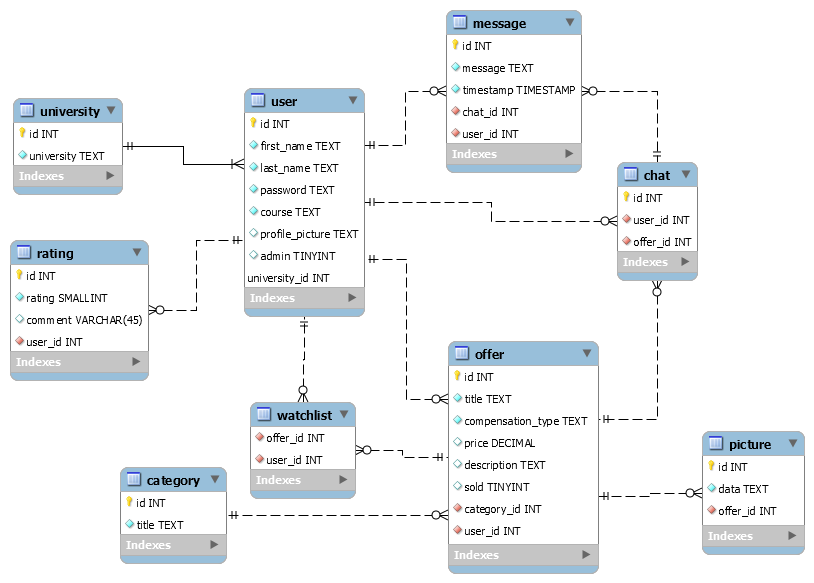 message
id INT
message TEXT
timestamp TIMESTAMP
chat_id INT
user_id INT
Indexes
university
id INT
university TEXT
Indexes
user
id INT
first_name TEXT
last_name TEXT
password TEXT
course TEXT
profile_picture TEXT
admin TINYINT
university_id INT
Indexes
chat
id INT
user_id INT
offer_id INT
Indexes
rating
id INT
rating SMALLINT
comment VARCHAR(45)
user_id INT
Indexes
offer
id INT
title TEXT
compensation_type TEXT
price DECIMAL
description TEXT
sold TINYINT
category_id INT
user_id INT
Indexes
watchlist
offer_id INT
user_id INT
Indexes
picture
id INT
data TEXT
offer_id INT
Indexes
category
id INT
title TEXT
Indexes